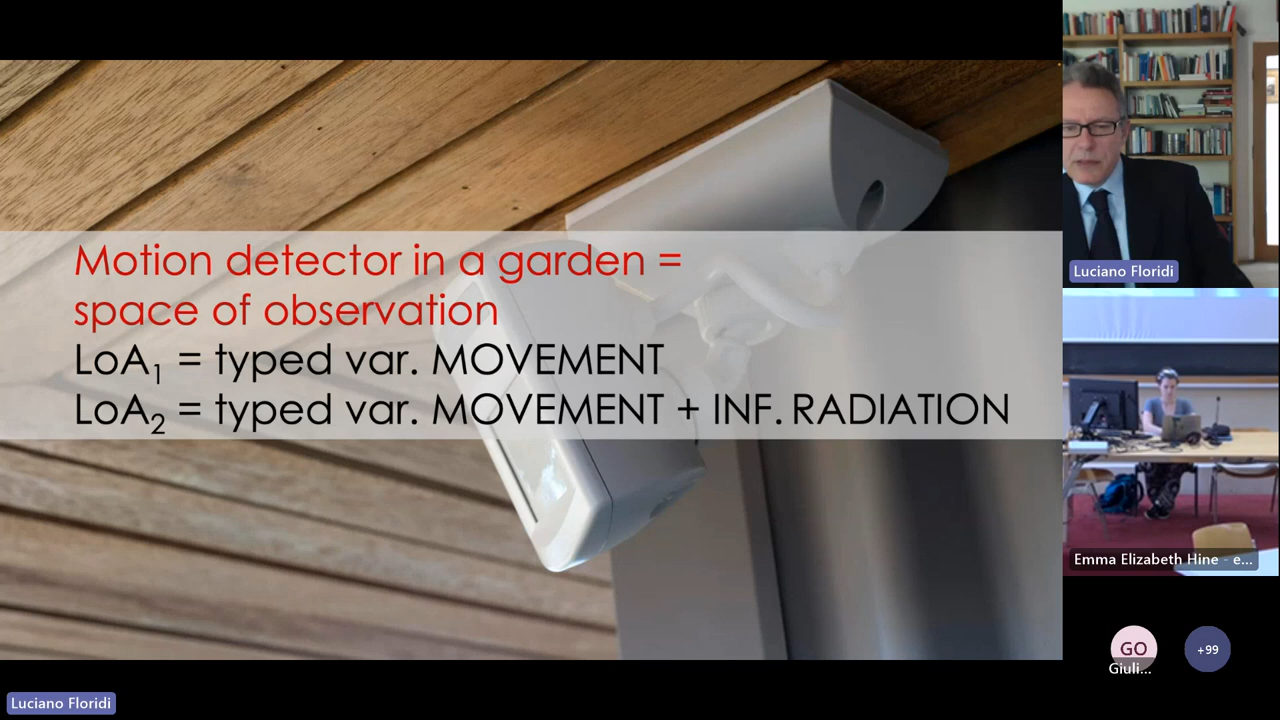 Motion detector in a garden =
space of observation
LoA₁ = typed var. MOVEMENT
LoA₂ = typed var. MOVEMENT + INF. RADIATION
Luciano Floridi
Emma Elizabeth Hine - e...
GO
Giuli...
+99
Luciano Floridi